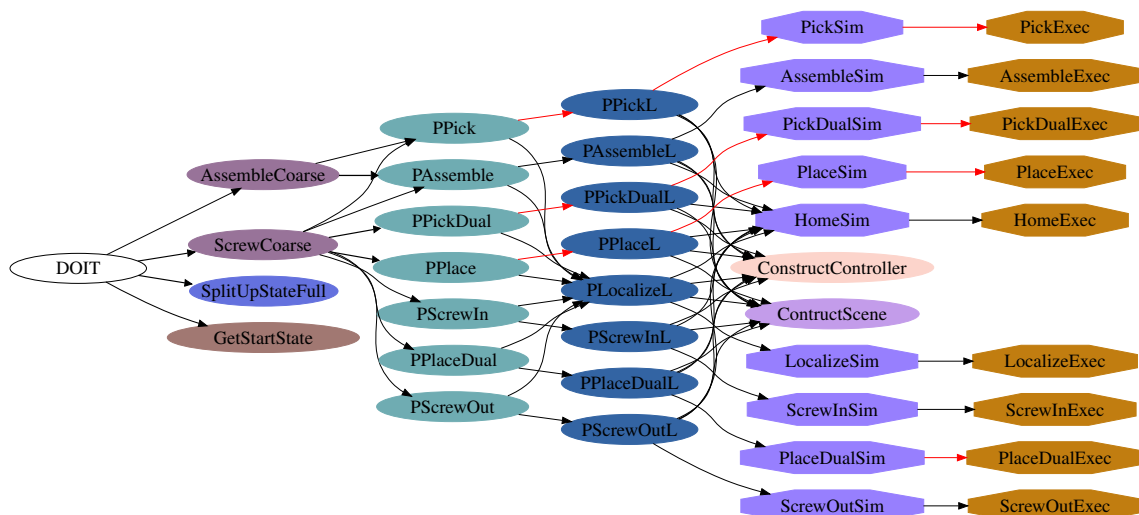 DOIT
AssembleCoarse
ScrewCoarse
SplitUpStateFull
GetStartState
PPick
PAssemble
PPickDual
PPlace
PScrewIn
PPlaceDual
PScrewOut
PPickL
PAssembleL
PPickDualL
PPlaceL
PLocalizeL
PScrewInL
PPlaceDualL
PScrewOutL
PickSim
AssembleSim
PickDualSim
PlaceSim
HomeSim
ConstructController
ContructScene
LocalizeSim
ScrewInSim
PlaceDualSim
ScrewOutSim
PickExec
AssembleExec
PickDualExec
PlaceExec
HomeExec
LocalizeExec
ScrewInExec
PlaceDualExec
ScrewOutExec